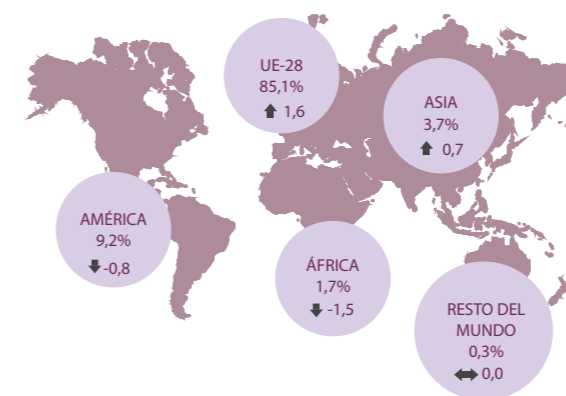 UE-28
85,1%
1,6
ASIA
3,7%
0,7
AMÉRICA
9,2%
-0,8
ÁFRICA
1,7%
-1,5
RESTO DEL
MUNDO
0,3%
0,0